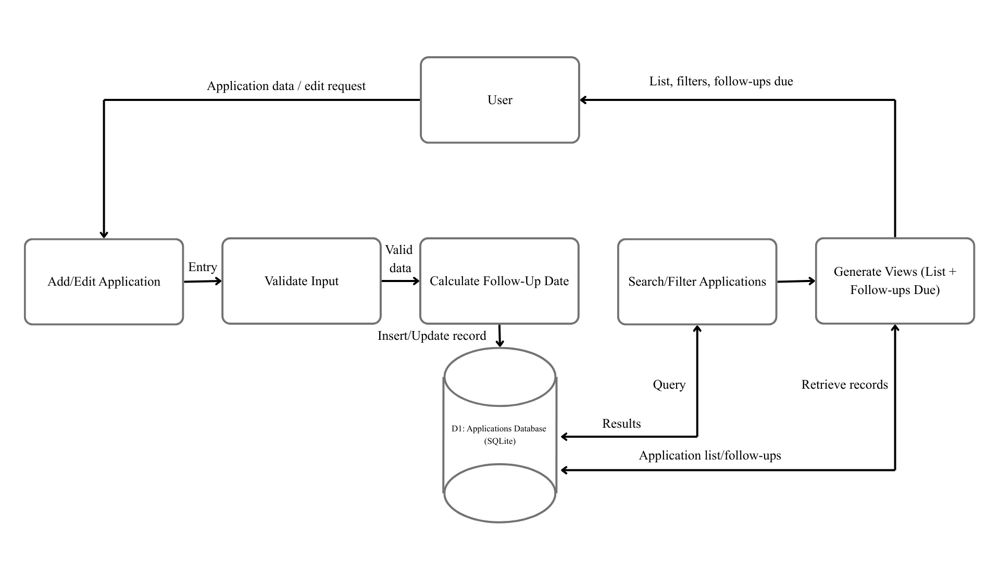 Application data / edit request
List, filters, follow-ups due
User
Add/Edit Application
Entry
Validate Input
Valid
data
Calculate Follow-Up Date
Search/Filter Applications
Generate Views (List +
Follow-ups Due)
Insert/Update record
Query
Retrieve records
Results
D1: Applications Database
(SQLite)
Application list/follow-ups